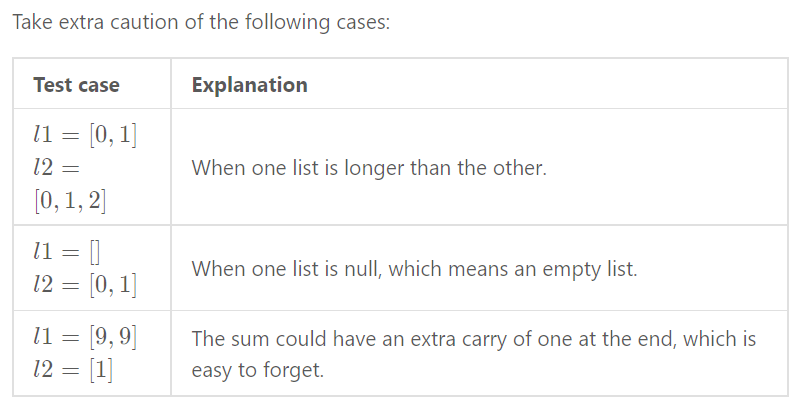 Take extra caution of the following cases:
Test case
Explanation
l1 = [0, 1]
l2 =
[0, 1, 2]
When one list is longer than the other.
l1 = []
l2 = [0, 1]
When one list is null, which means an empty list.
l1 = [9, 9]
l2 = [1]
The sum could have an extra carry of one at the end, which is
easy to forget.